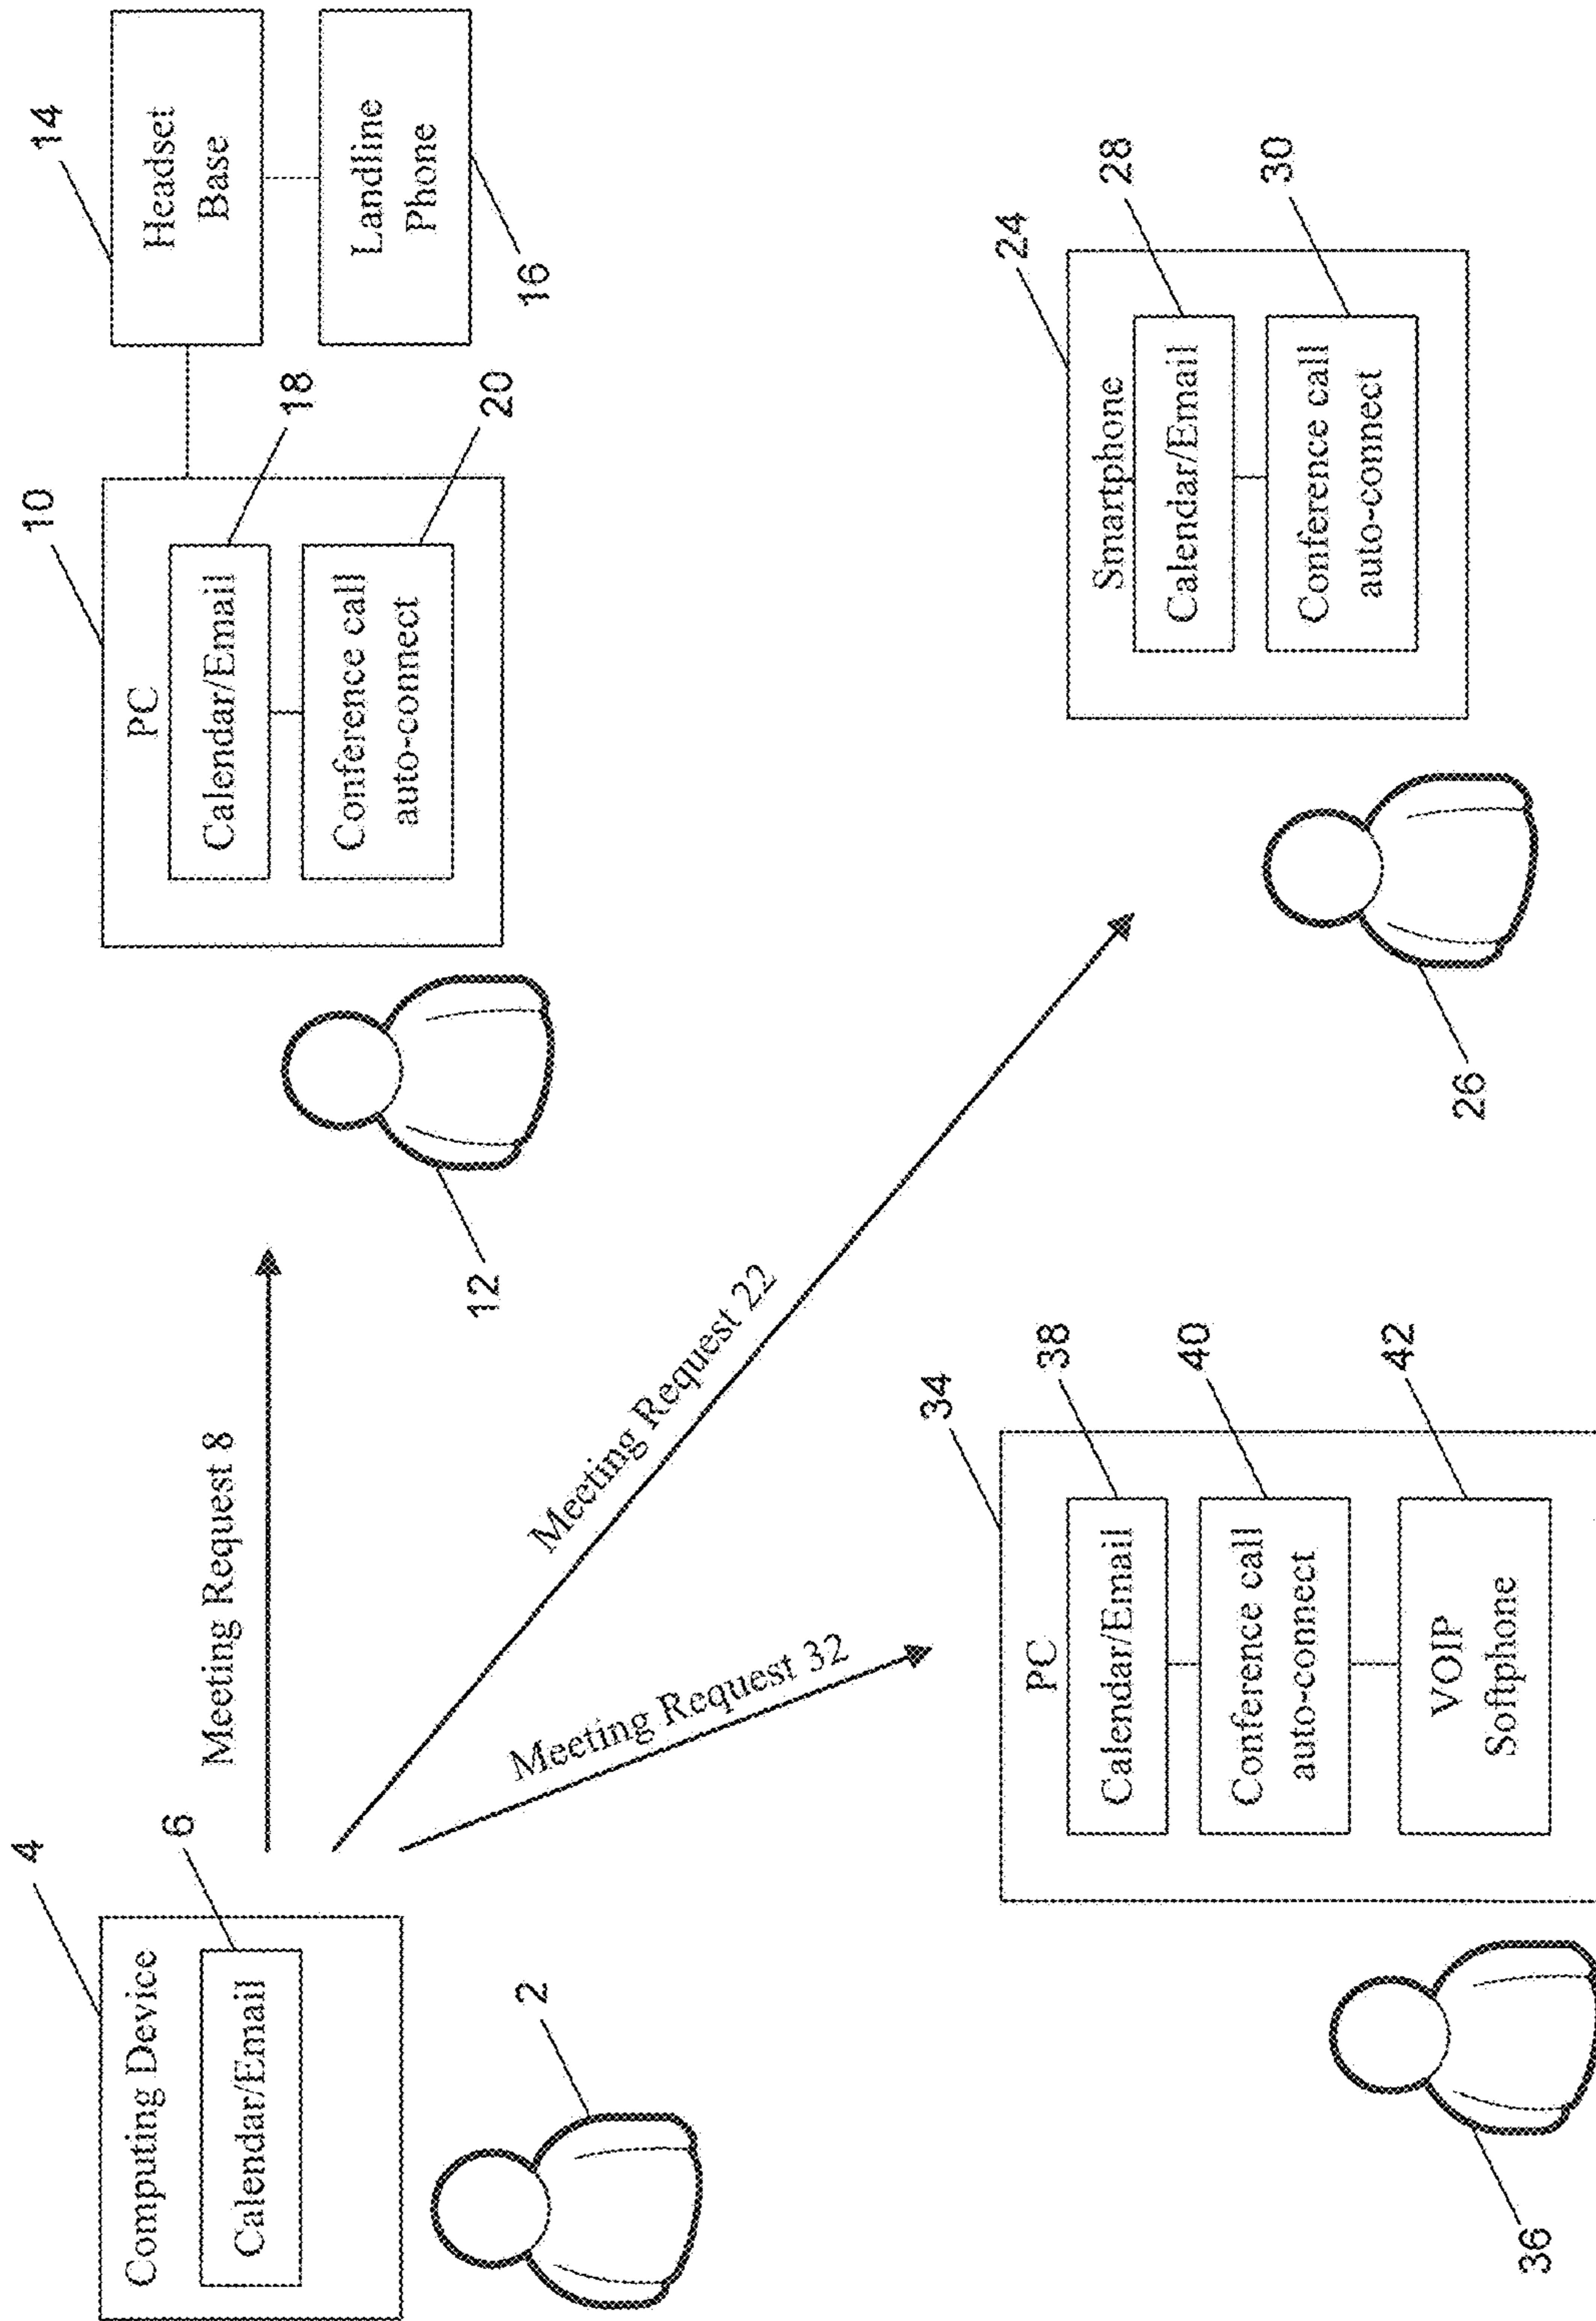 4
Computing Device
6
Calendar/Email
2
Meeting Request 8
Meeting Request 22
Meeting Request 32
10
PC
18
Calendar/Email
20
Conference call
auto-connect
12
14
Headset
Base
Landline
Phone
16
34
PC
38
Calendar/Email
40
Conference call
auto-connect
42
VOIP
Softphone
36
24
Smartphone
28
Calendar/Email
30
Conference call
auto-connect
26